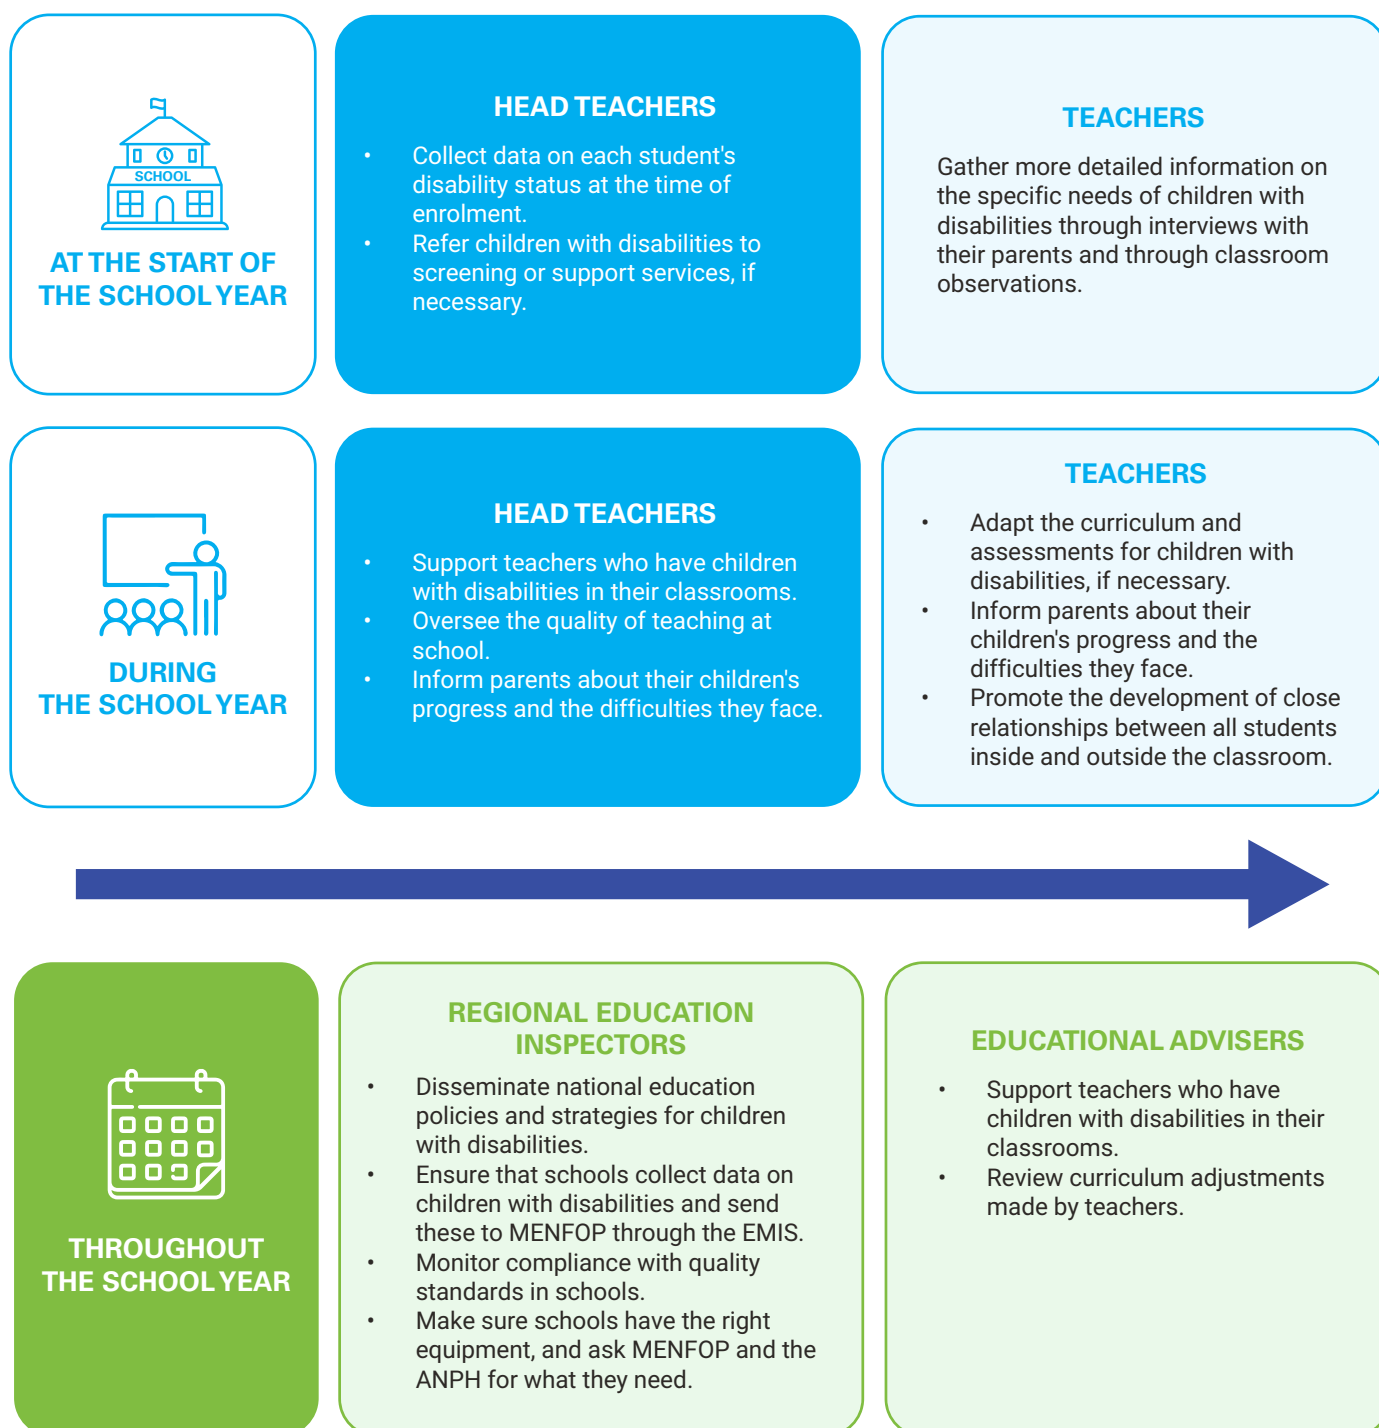 SCHOOL
AT THE START OF
THE SCHOOL YEAR
HEAD TEACHERS
• Collect data on each student's
disability status at the time of
enrolment.
• Refer children with disabilities to
screening or support services, if
necessary.
TEACHERS
Gather more detailed information on
the specific needs of children with
disabilities through interviews with
their parents and through classroom
observations.
DURING
THE SCHOOL YEAR
HEAD TEACHERS
• Support teachers who have children
with disabilities in their classrooms.
• Oversee the quality of teaching at
school.
• Inform parents about their children's
progress and the difficulties they face.
TEACHERS
• Adapt the curriculum and
assessments for children with
disabilities, if necessary.
• Inform parents about their
children's progress and the
difficulties they face.
• Promote the development of close
relationships between all students
inside and outside the classroom.
THROUGHOUT
THE SCHOOL YEAR
REGIONAL EDUCATION
INSPECTORS
• Disseminate national education
policies and strategies for children
with disabilities.
• Ensure that schools collect data on
children with disabilities and send
these to MENFOP through the EMIS.
• Monitor compliance with quality
standards in schools.
• Make sure schools have the right
equipment, and ask MENFOP and the
ANPH for what they need.
EDUCATIONAL ADVISERS
• Support teachers who have
children with disabilities in their
classrooms.
• Review curriculum adjustments
made by teachers.